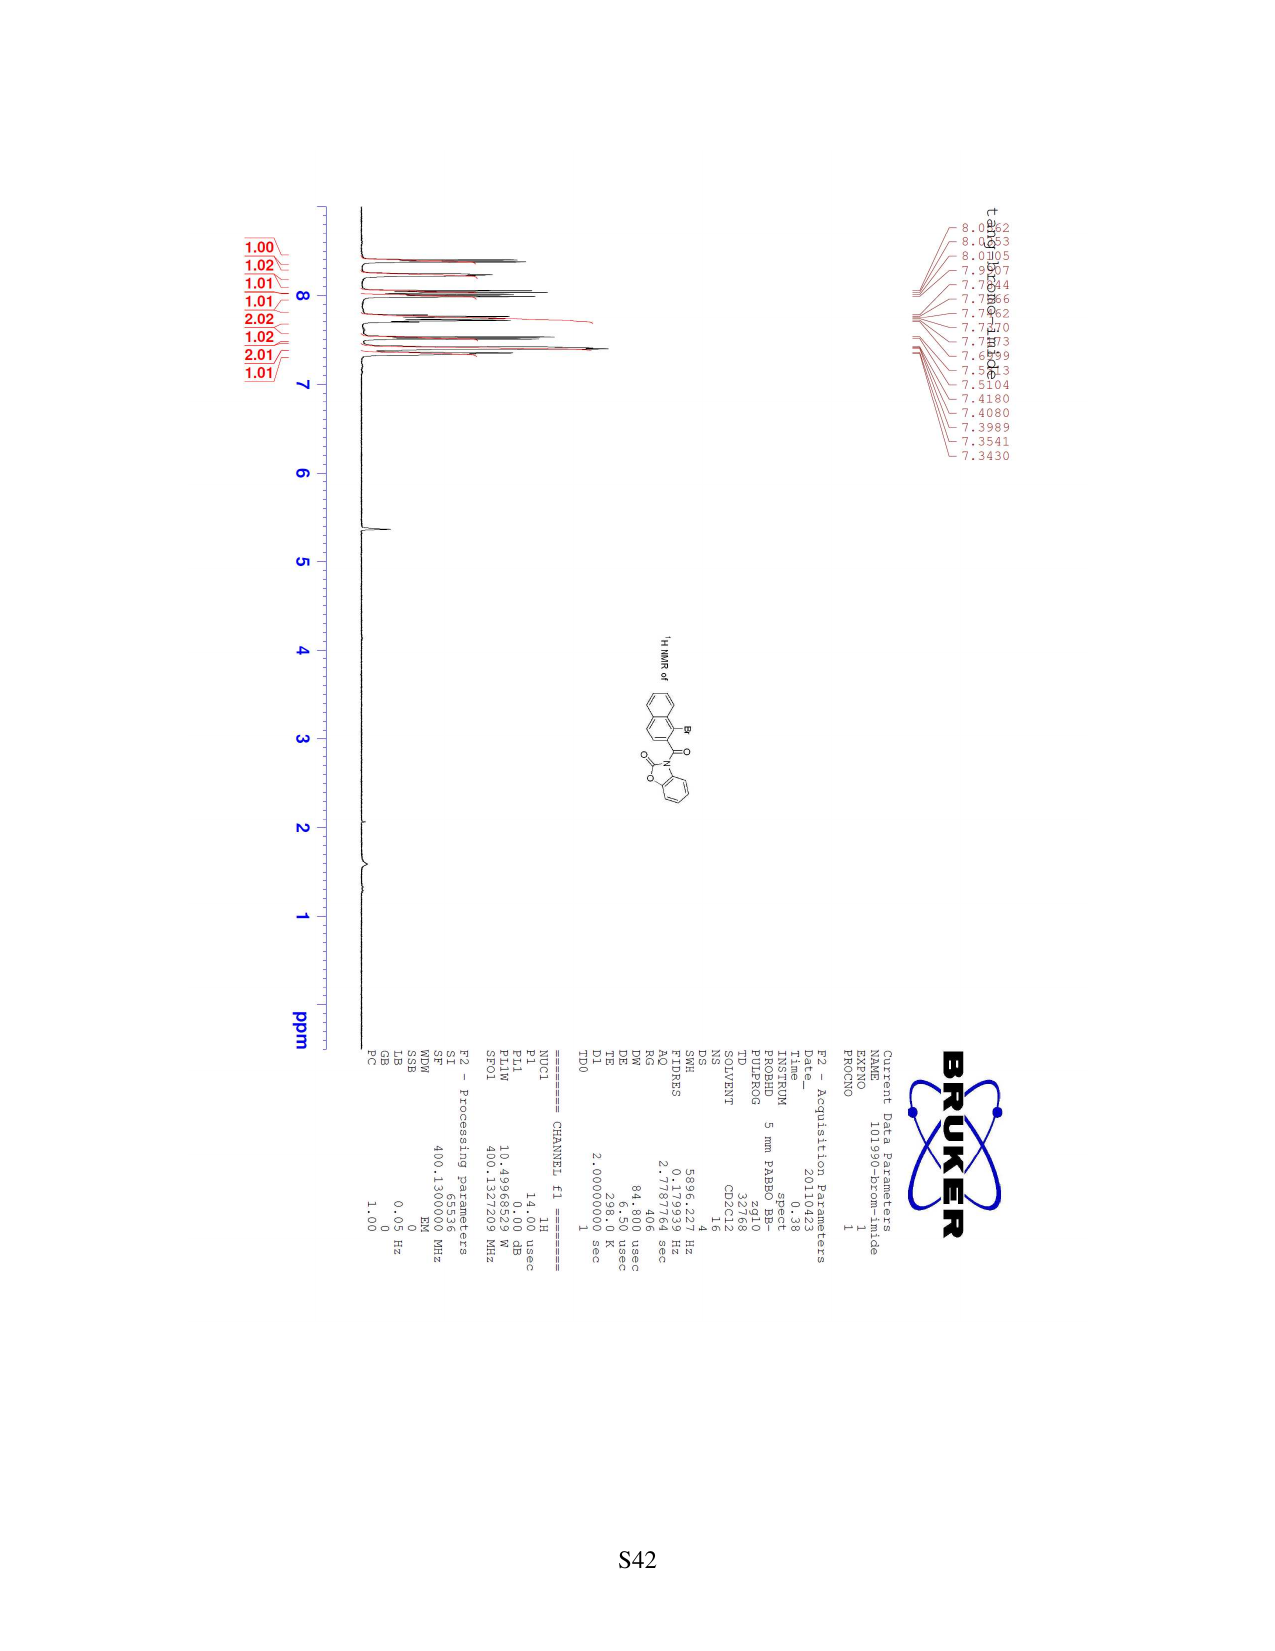 tang-bromo-imide
8.0105
7.4180
7.4080
7.3989
7.3541
7.3430
7.5104
1.00
1.02
1.01
1.01
2.02
1.02
2.01
1.01
8
7
6
5
4
3
2
1
ppm
¹H NMR of
Br
O
N
O
O
BRUKER
Current Data Parameters
NAME 101990-brom-imide
EXPNO 1
PROCNO 1
F2 - Acquisition Parameters
Date_ 20110423
Time 0.38
INSTRUM spect
PROBHD 5 mm PABBO BB-
PULPROG zg10
TD 32768
SOLVENT CD2Cl2
NS 16
DS 4
SWH 5896.227 Hz
FIDRES 0.179939 Hz
AQ 2.7787764 sec
RG 406
DW 84.800 usec
DE 6.50 usec
TE 298.0 K
D1 2.00000000 sec
TD0 1
======== CHANNEL f1 ========
NUC1 1H
P1 14.00 usec
PL1 0.00 dB
PL1W 10.49968529 W
SFO1 400.1327209 MHz
F2 - Processing parameters
SI 65536
SF 400.1300000 MHz
WDW EM
SSB 0
LB 0.05 Hz
GB 0
PC 1.00
S42